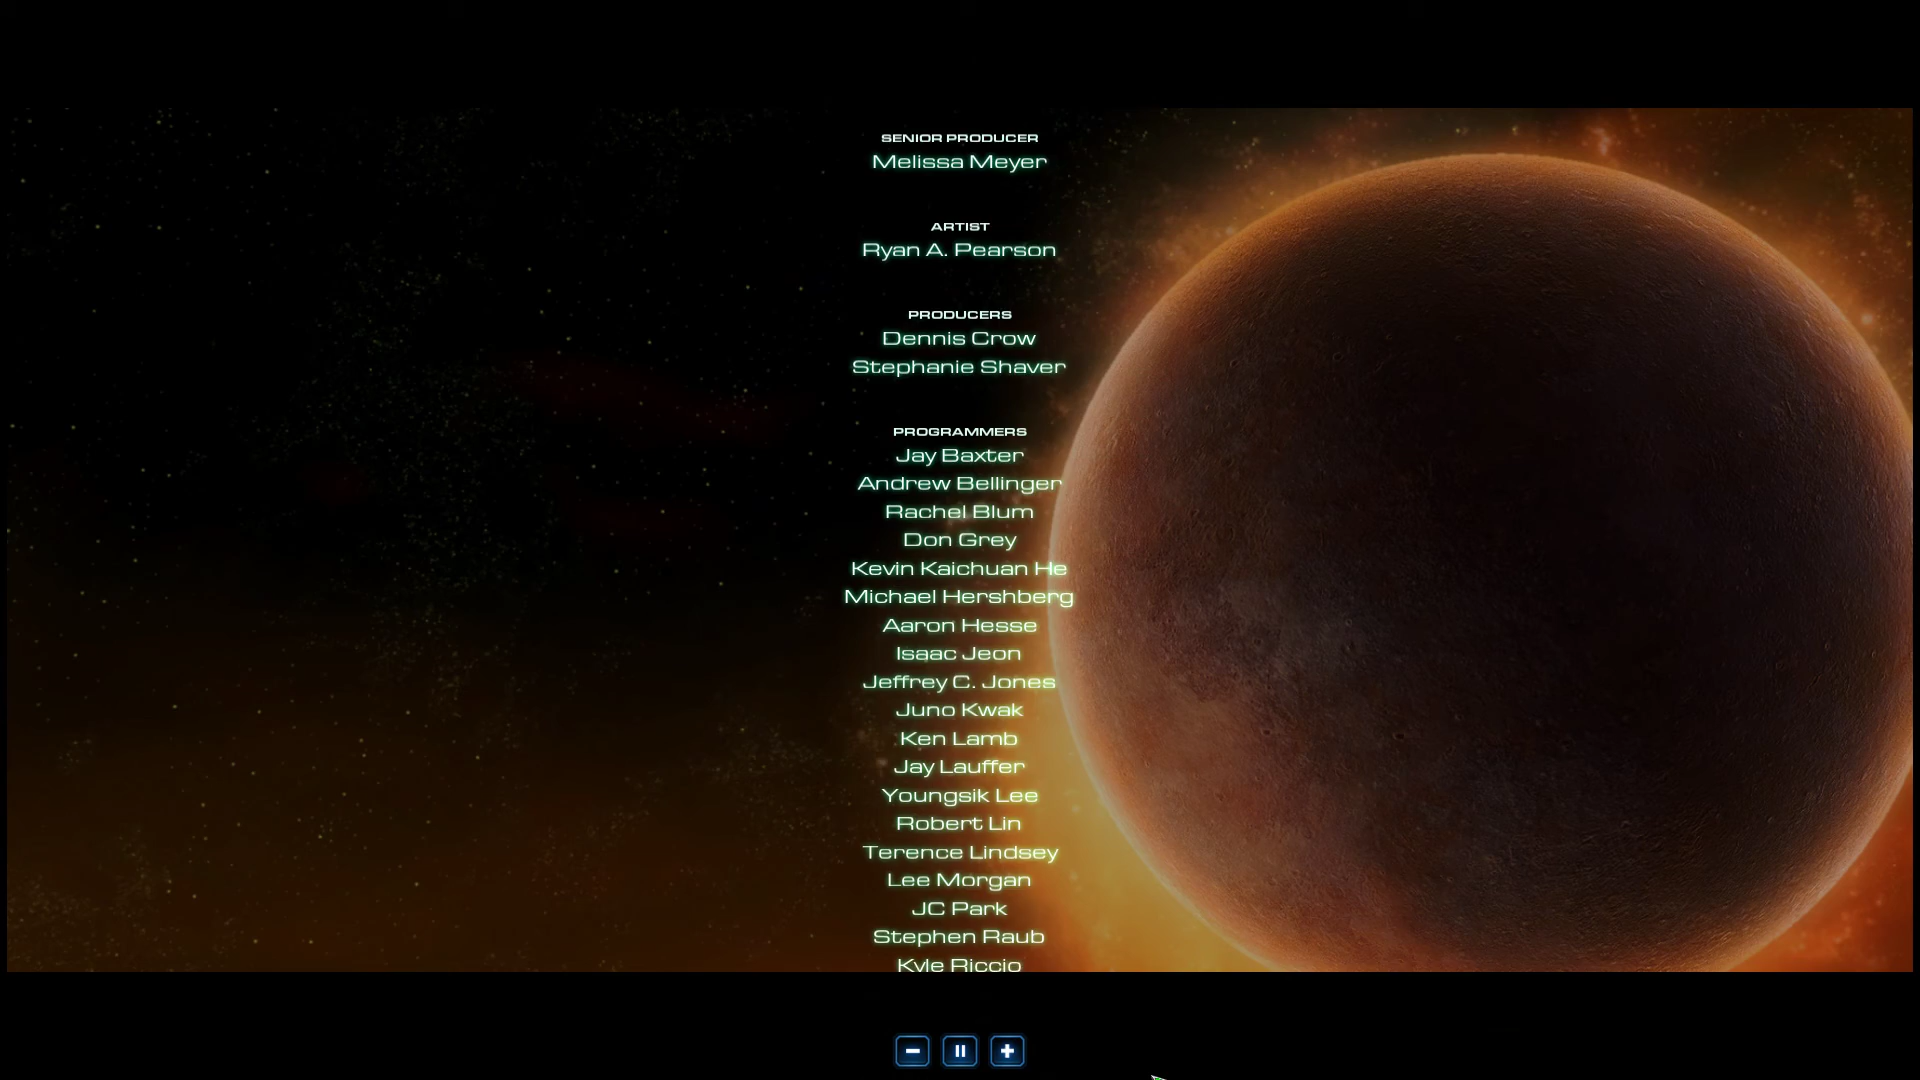 SENIOR PRODUCER
Melissa Meyer
ARTIST
Ryan A. Pearson
PRODUCERS
Dennis Crow
Stephanie Shaver
PROGRAMMERS
Jay Baxter
Andrew Bellinger
Rachel Blum
Don Grey
Kevin Kaichuan He
Michael Hershberg
Aaron Hesse
Isaac Jeon
Jeffrey C. Jones
Juno Kwak
Ken Lamb
Jay Lauffer
Youngsik Lee
Robert Lin
Terence Lindsey
Lee Morgan
JC Park
Stephen Raub
Kyle Riccio